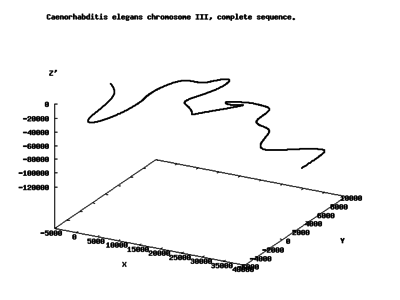 Caenorhabditis elegans chromosome III, complete sequence.
Z'
0
-20000
-40000
-60000
-80000
-100000
-120000
-5000 0 5000 10000 15000 20000 25000 30000 35000 40000
X
-4000 -2000 0 2000 4000 6000 8000 10000
Y